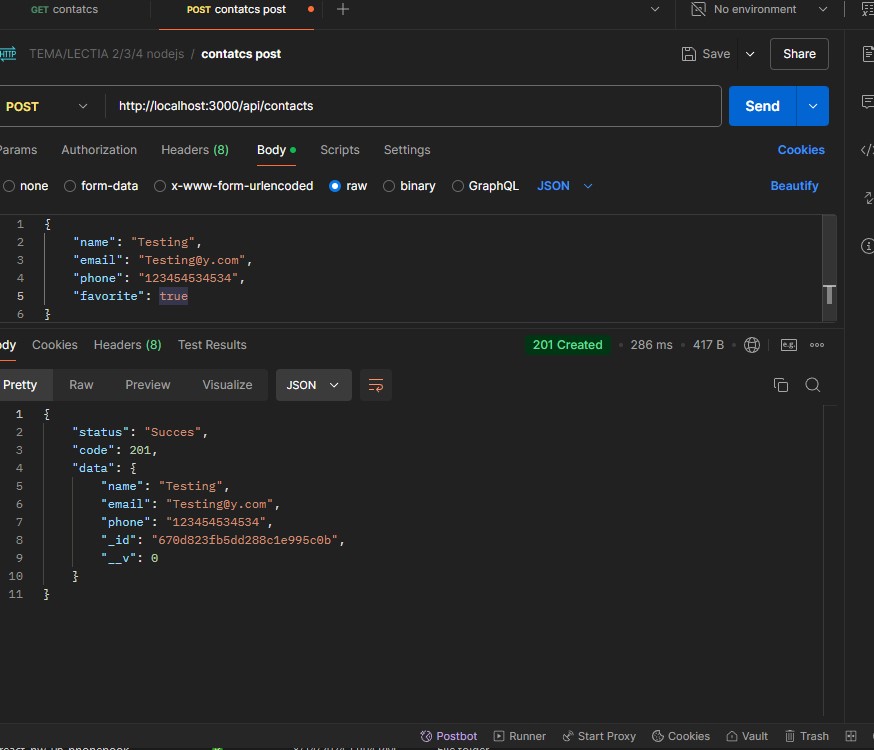 GET contatcs
POST contatcs post
No environment
HTTP TEMA/LECTIA 2/3/4 nodejs / contatcs post
Save
Share
POST
http://localhost:3000/api/contacts
Send
Params Authorization Headers (8) Body Scripts Settings
Cookies
none form-data x-www-form-urlencoded raw binary GraphQL JSON
Beautify
1 {
2 "name": "Testing",
3 "email": "Testing@y.com",
4 "phone": "123454534534",
5 "favorite": true
6 }
ody Cookies Headers (8) Test Results
201 Created 286 ms 417 B e.g.
Pretty Raw Preview Visualize JSON
1 {
2 "status": "Succes",
3 "code": 201,
4 "data": {
5 "name": "Testing",
6 "email": "Testing@y.com",
7 "phone": "123454534534",
8 "_id": "670d823fb5dd288c1e995c0b",
9 "__v": 0
10 }
11 }
Postbot Runner Start Proxy Cookies Vault Trash